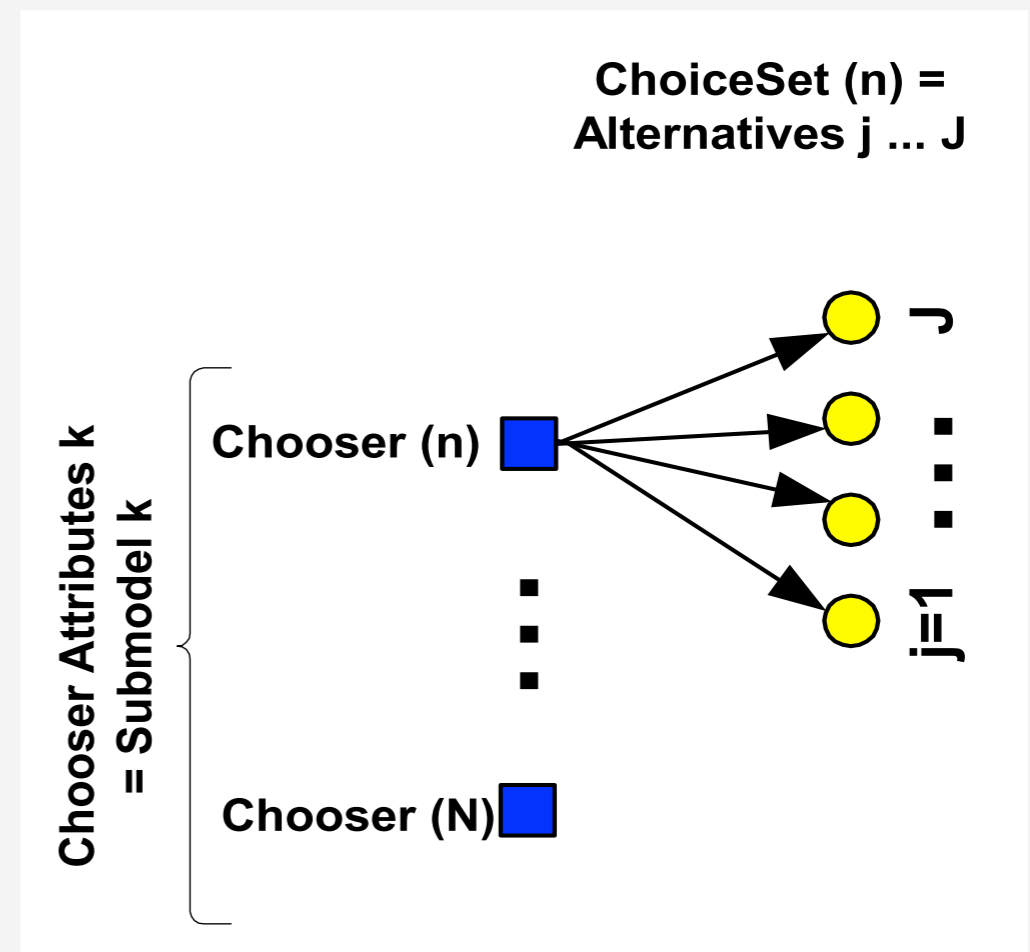 ChoiceSet (n) =
Alternatives j ... J
J
...
j=1
Chooser (n)
...
Chooser (N)
Chooser Attributes k
= Submodel k